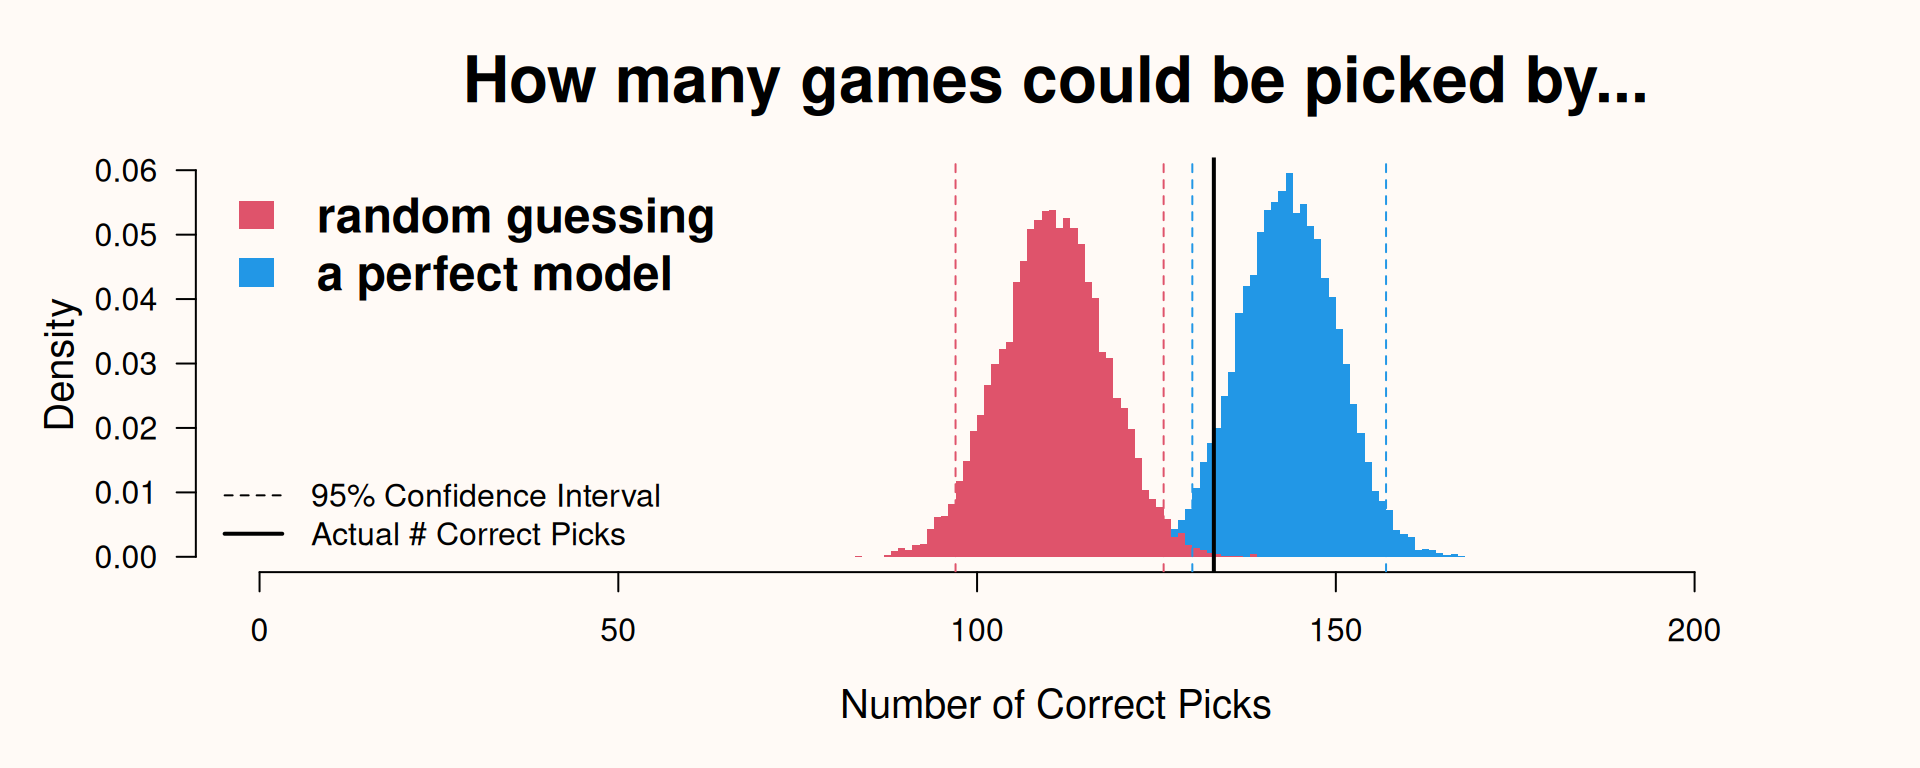 How many games could be picked by...
random guessing
a perfect model
95% Confidence Interval
Actual # Correct Picks
Density
0.06
0.05
0.04
0.03
0.02
0.01
0.00
0 50 100 150 200
Number of Correct Picks